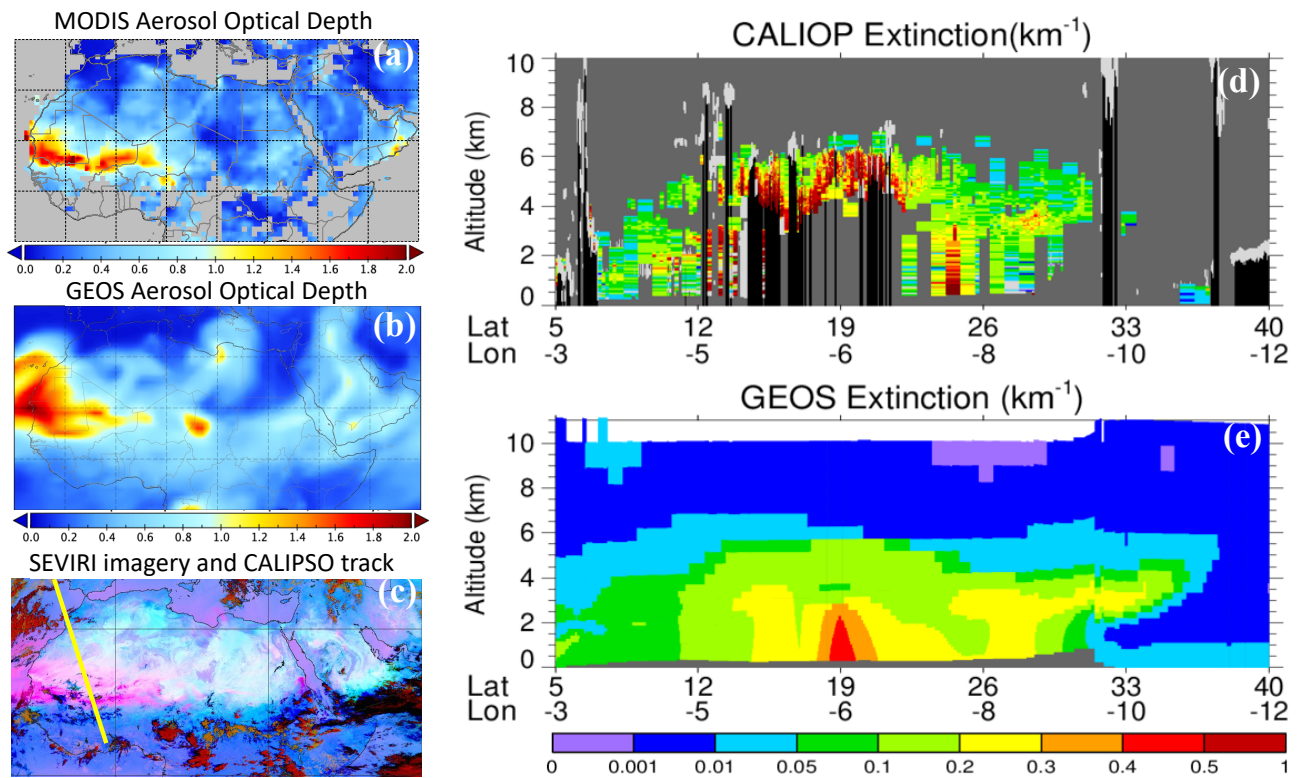 MODIS Aerosol Optical Depth
(a)
0.0 0.2 0.4 0.6 0.8 1.0 1.2 1.4 1.6 1.8 2.0
GEOS Aerosol Optical Depth
(b)
0.0 0.2 0.4 0.6 0.8 1.0 1.2 1.4 1.6 1.8 2.0
SEVIRI imagery and CALIPSO track
(c)
CALIOP Extinction(km⁻¹)
(d)
Altitude (km)
10
8
6
4
2
0
Lat 5 12 19 26 33 40
Lon -3 -5 -6 -8 -10 -12
GEOS Extinction (km⁻¹)
(e)
Altitude (km)
10
8
6
4
2
0
Lat 5 12 19 26 33 40
Lon -3 -5 -6 -8 -10 -12
0 0.001 0.01 0.05 0.1 0.2 0.3 0.4 0.5 1